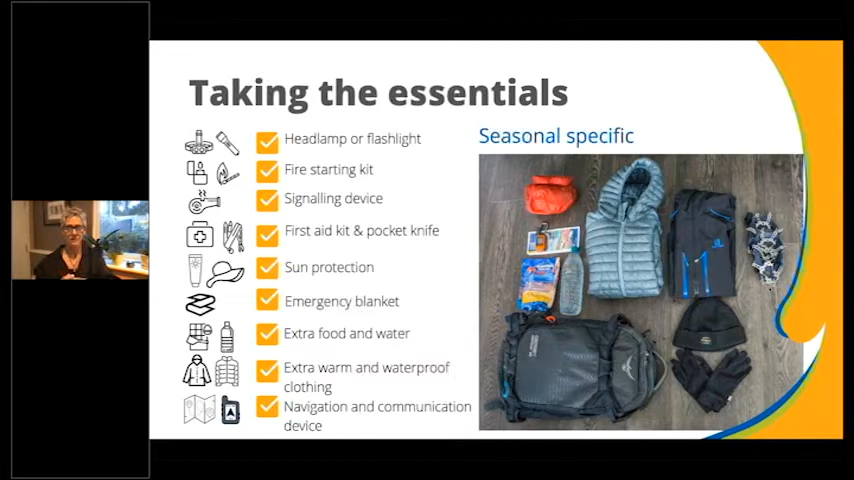 Taking the essentials
Headlamp or flashlight
Fire starting kit
Signalling device
First aid kit & pocket knife
Sun protection
Emergency blanket
Extra food and water
Extra warm and waterproof
clothing
Navigation and communication
device
Seasonal specific